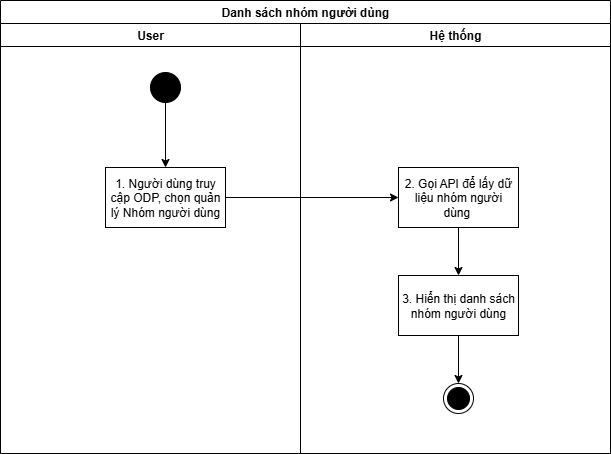 Danh sách nhóm người dùng
User
Hệ thống
1. Người dùng truy
cập ODP, chọn quản
lý Nhóm người dùng
2. Gọi API để lấy dữ
liệu nhóm người
dùng
3. Hiển thị danh sách
nhóm người dùng